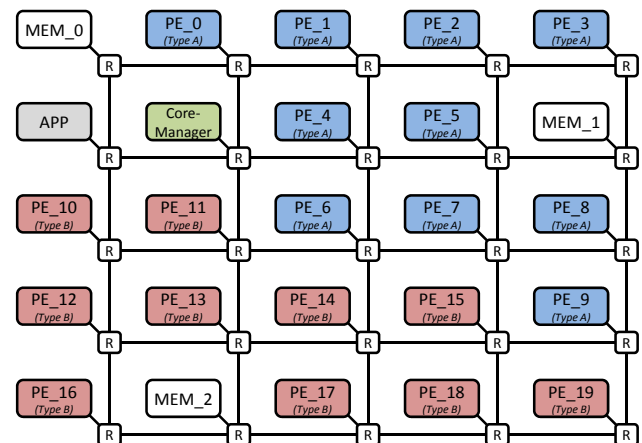 MEM_0
PE_0
(Type A)
PE_1
(Type A)
PE_2
(Type A)
PE_3
(Type A)
R R R R R
APP
Core-
Manager
PE_4
(Type A)
PE_5
(Type A)
MEM_1
R R R R R
PE_10
(Type B)
PE_11
(Type B)
PE_6
(Type A)
PE_7
(Type A)
PE_8
(Type A)
R R R R R
PE_12
(Type B)
PE_13
(Type B)
PE_14
(Type B)
PE_15
(Type B)
PE_9
(Type A)
R R R R R
PE_16
(Type B)
MEM_2
PE_17
(Type B)
PE_18
(Type B)
PE_19
(Type B)
R R R R R